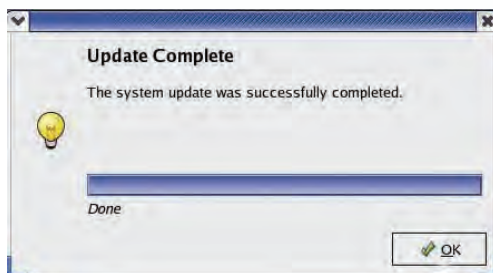 Update Complete
The system update was successfully completed.
Done
OK